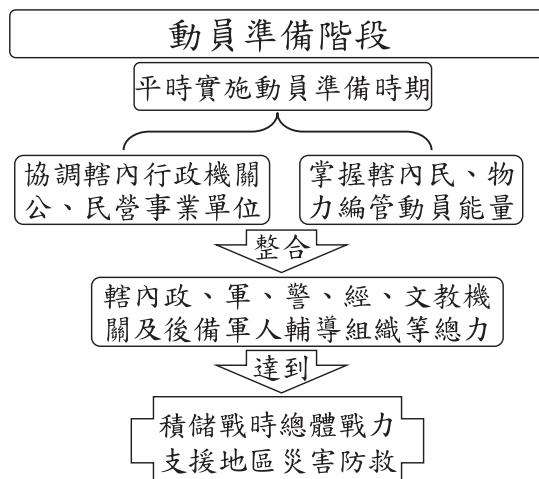 動員準備階段
平時實施動員準備時期
協調轄內行政機關
公、民營事業單位
掌握轄內民、物
力編管動員能量
整合
轄內政、軍、警、經、文教機
關及後備軍人輔導組織等總力
達到
積儲戰時總體戰力
支援地區災害防救